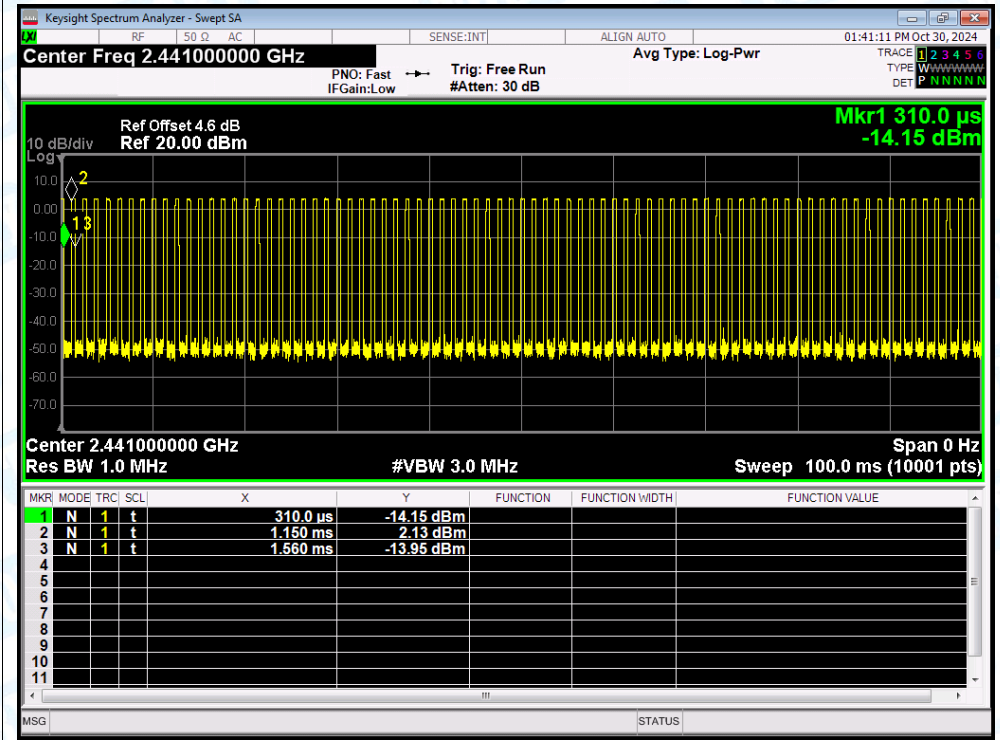 Keysight Spectrum Analyzer - Swept SA
LXI RF 50 Ω AC SENSE:INT ALIGN AUTO 01:41:11 PM Oct 30, 2024
Center Freq 2.441000000 GHz Avg Type: Log-Pwr TRACE 1 2 3 4 5 6
PNO: Fast Trig: Free Run TYPE WWWWWW
IFGain:Low #Atten: 30 dB DET P N N N N N
Mkr1 310.0 µs
-14.15 dBm
Ref Offset 4.6 dB
10 dB/div Ref 20.00 dBm
Log
10.0
2
0.00
1 3
-10.0
-20.0
-30.0
-40.0
-50.0
-60.0
-70.0
Center 2.441000000 GHz Span 0 Hz
Res BW 1.0 MHz #VBW 3.0 MHz Sweep 100.0 ms (10001 pts)
MKR MODE TRC SCL X Y FUNCTION FUNCTION WIDTH FUNCTION VALUE
1 N 1 t 310.0 µs -14.15 dBm
2 N 1 t 1.150 ms 2.13 dBm
3 N 1 t 1.560 ms -13.95 dBm
4
5
6
7
8
9
10
11
MSG STATUS